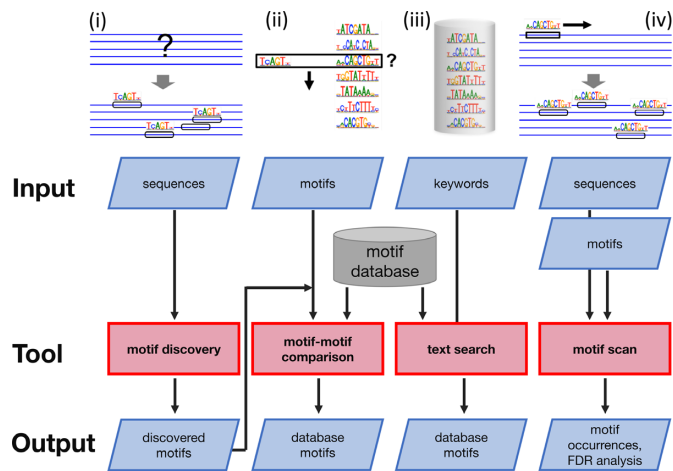 (i)
(ii)
(iii)
(iv)
?
?
Input
sequences
motifs
keywords
sequences
motifs
motif
database
Tool
motif discovery
motif-motif
comparison
text search
motif scan
Output
discovered
motifs
database
motifs
database
motifs
motif
occurrences,
FDR analysis